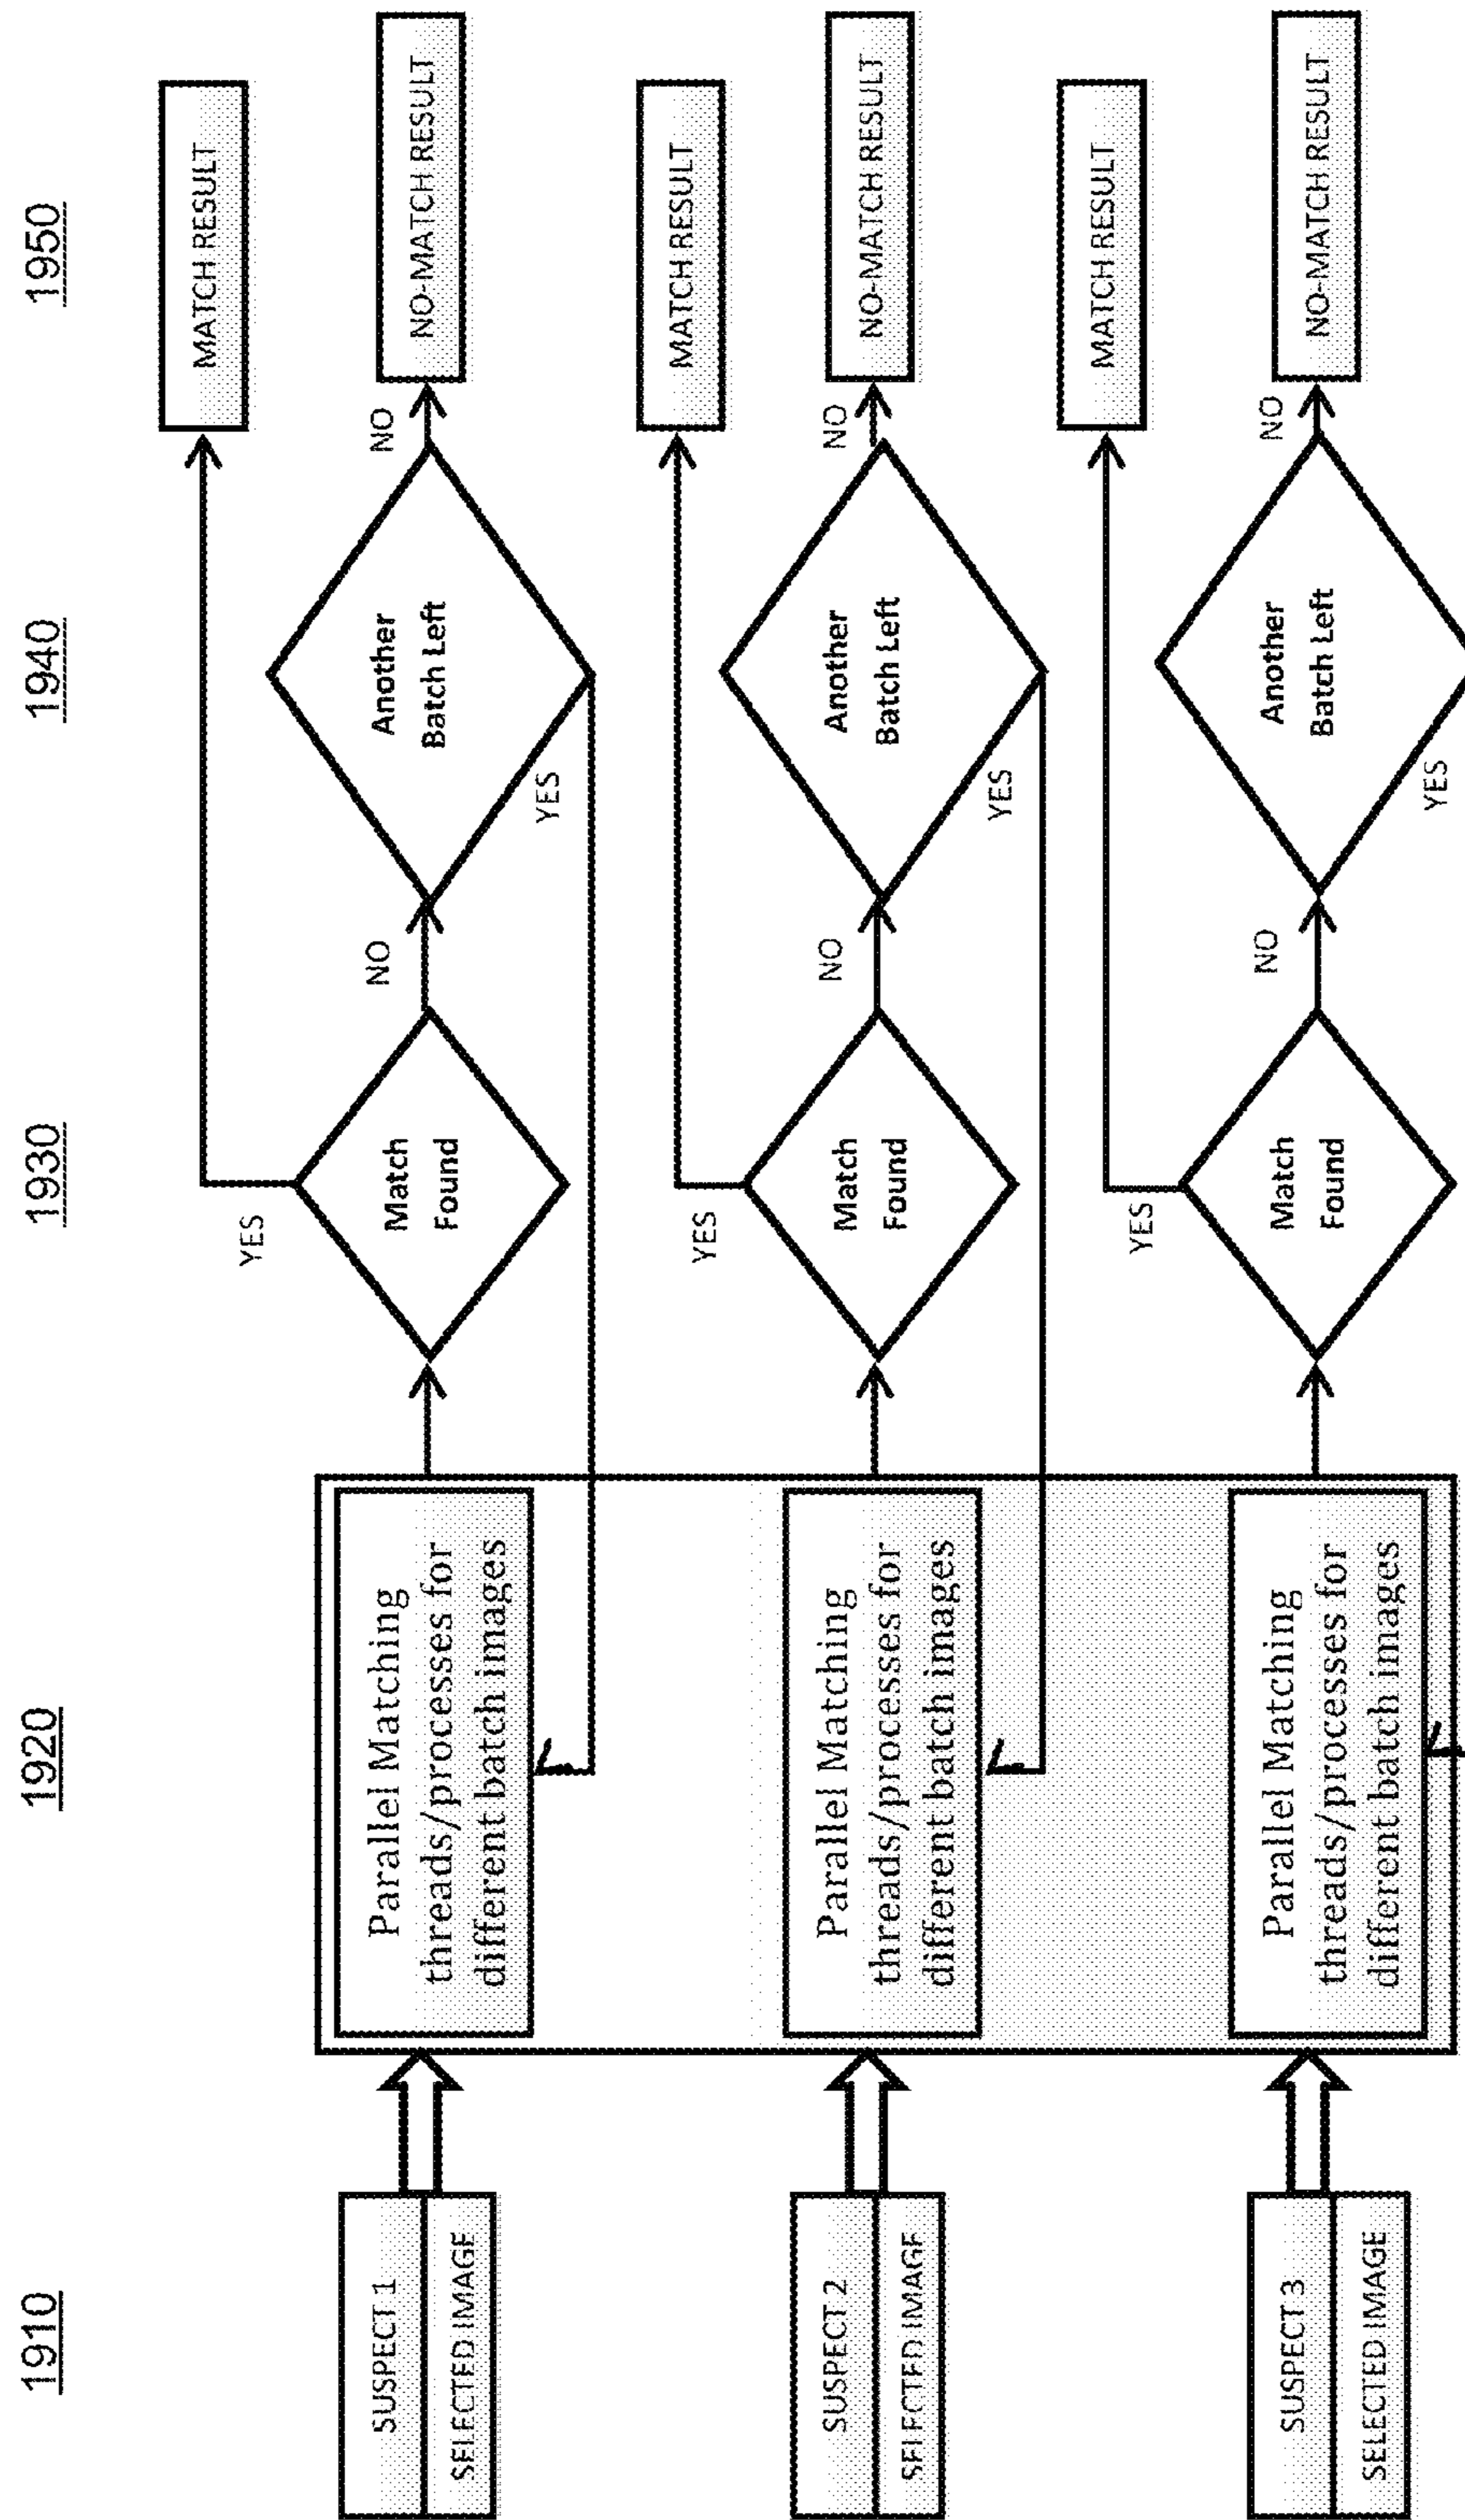 1910
1920
1930
1940
1950
SUSPECT 1
SELECTED IMAGE
Parallel Matching
threads/processes for
different batch images
YES
Match
Found
NO
Another
Batch Left
YES
NO
MATCH RESULT
NO-MATCH RESULT
SUSPECT 2
SELECTED IMAGE
Parallel Matching
threads/processes for
different batch images
YES
Match
Found
NO
Another
Batch Left
YES
NO
MATCH RESULT
NO-MATCH RESULT
SUSPECT 3
SELECTED IMAGE
Parallel Matching
threads/processes for
different batch images
YES
Match
Found
NO
Another
Batch Left
YES
NO
MATCH RESULT
NO-MATCH RESULT